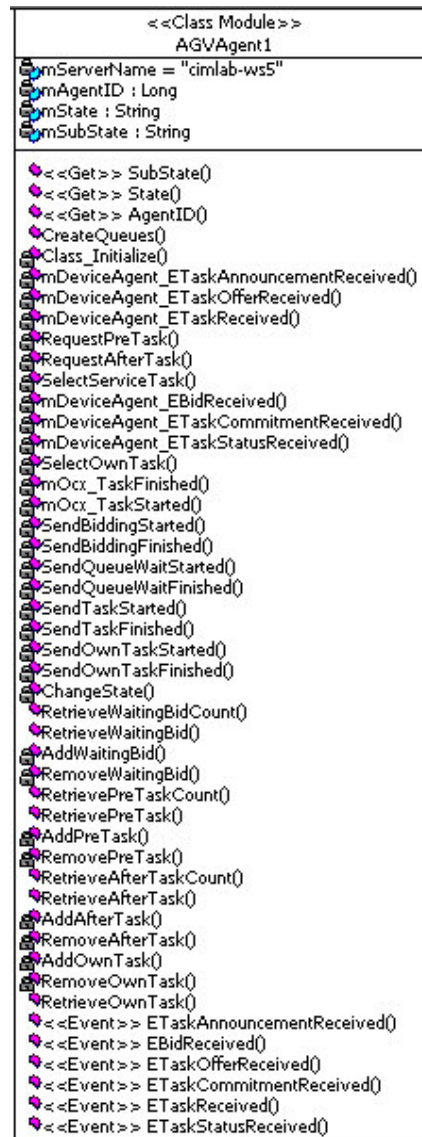 <<Class Module>>
AGVAgent1
mServerName = "cimlab-ws5"
mAgentID : Long
mState : String
mSubState : String
<<Get>> SubState()
<<Get>> State()
<<Get>> AgentID()
CreateQueues()
Class_Initialize()
mDeviceAgent_ETaskAnnouncementReceived()
mDeviceAgent_ETaskOfferReceived()
mDeviceAgent_ETaskReceived()
RequestPreTask()
RequestAfterTask()
SelectServiceTask()
mDeviceAgent_EBidReceived()
mDeviceAgent_ETaskCommitmentReceived()
mDeviceAgent_ETaskStatusReceived()
SelectOwnTask()
mOcx_TaskFinished()
mOcx_TaskStarted()
SendBiddingStarted()
SendBiddingFinished()
SendQueueWaitStarted()
SendQueueWaitFinished()
SendTaskStarted()
SendTaskFinished()
SendOwnTaskStarted()
SendOwnTaskFinished()
ChangeState()
RetrieveWaitingBidCount()
RetrieveWaitingBid()
AddWaitingBid()
RemoveWaitingBid()
RetrievePreTaskCount()
RetrievePreTask()
AddPreTask()
RemovePreTask()
RetrieveAfterTaskCount()
RetrieveAfterTask()
AddAfterTask()
RemoveAfterTask()
AddOwnTask()
RemoveOwnTask()
RetrieveOwnTask()
<<Event>> ETaskAnnouncementReceived()
<<Event>> EBidReceived()
<<Event>> ETaskOfferReceived()
<<Event>> ETaskCommitmentReceived()
<<Event>> ETaskReceived()
<<Event>> ETaskStatusReceived()